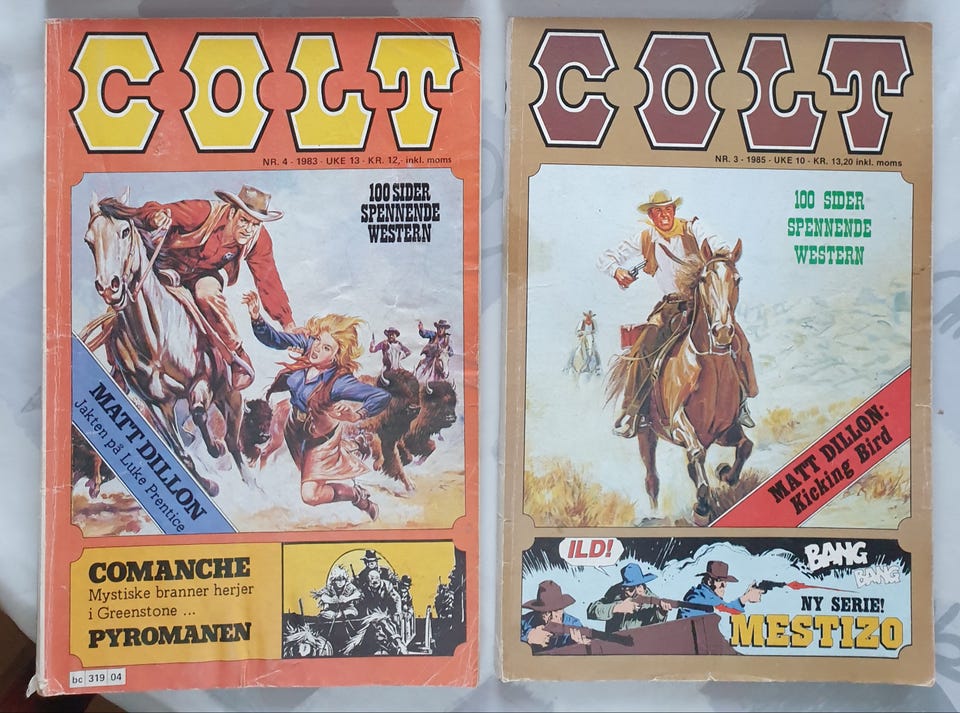 COLT
NR. 4 - 1983 - UKE 13 - KR. 12,- inkl. moms
100 SIDER
SPENNENDE
WESTERN
MATT DILLON
Jakten på Luke Prentice
COMANCHE
Mystiske branner herjer
i Greenstone ...
PYROMANEN
bc 319 04
COLT
NR. 3 - 1985 - UKE 10 - KR. 13,20 inkl. moms
100 SIDER
SPENNENDE
WESTERN
MATT DILLON:
Kicking Bird
ILD!
BANG
BANG
NY SERIE!
MESTIZO